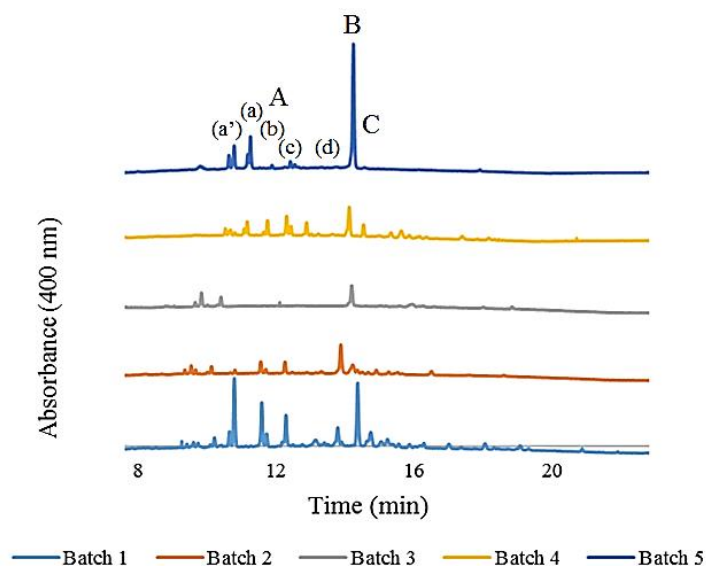 B
A
(a)
(a’) (b)
C
(c)
(d)
Absorbance (400 nm)
8 12 16 20
Time (min)
Batch 1 Batch 2 Batch 3 Batch 4 Batch 5